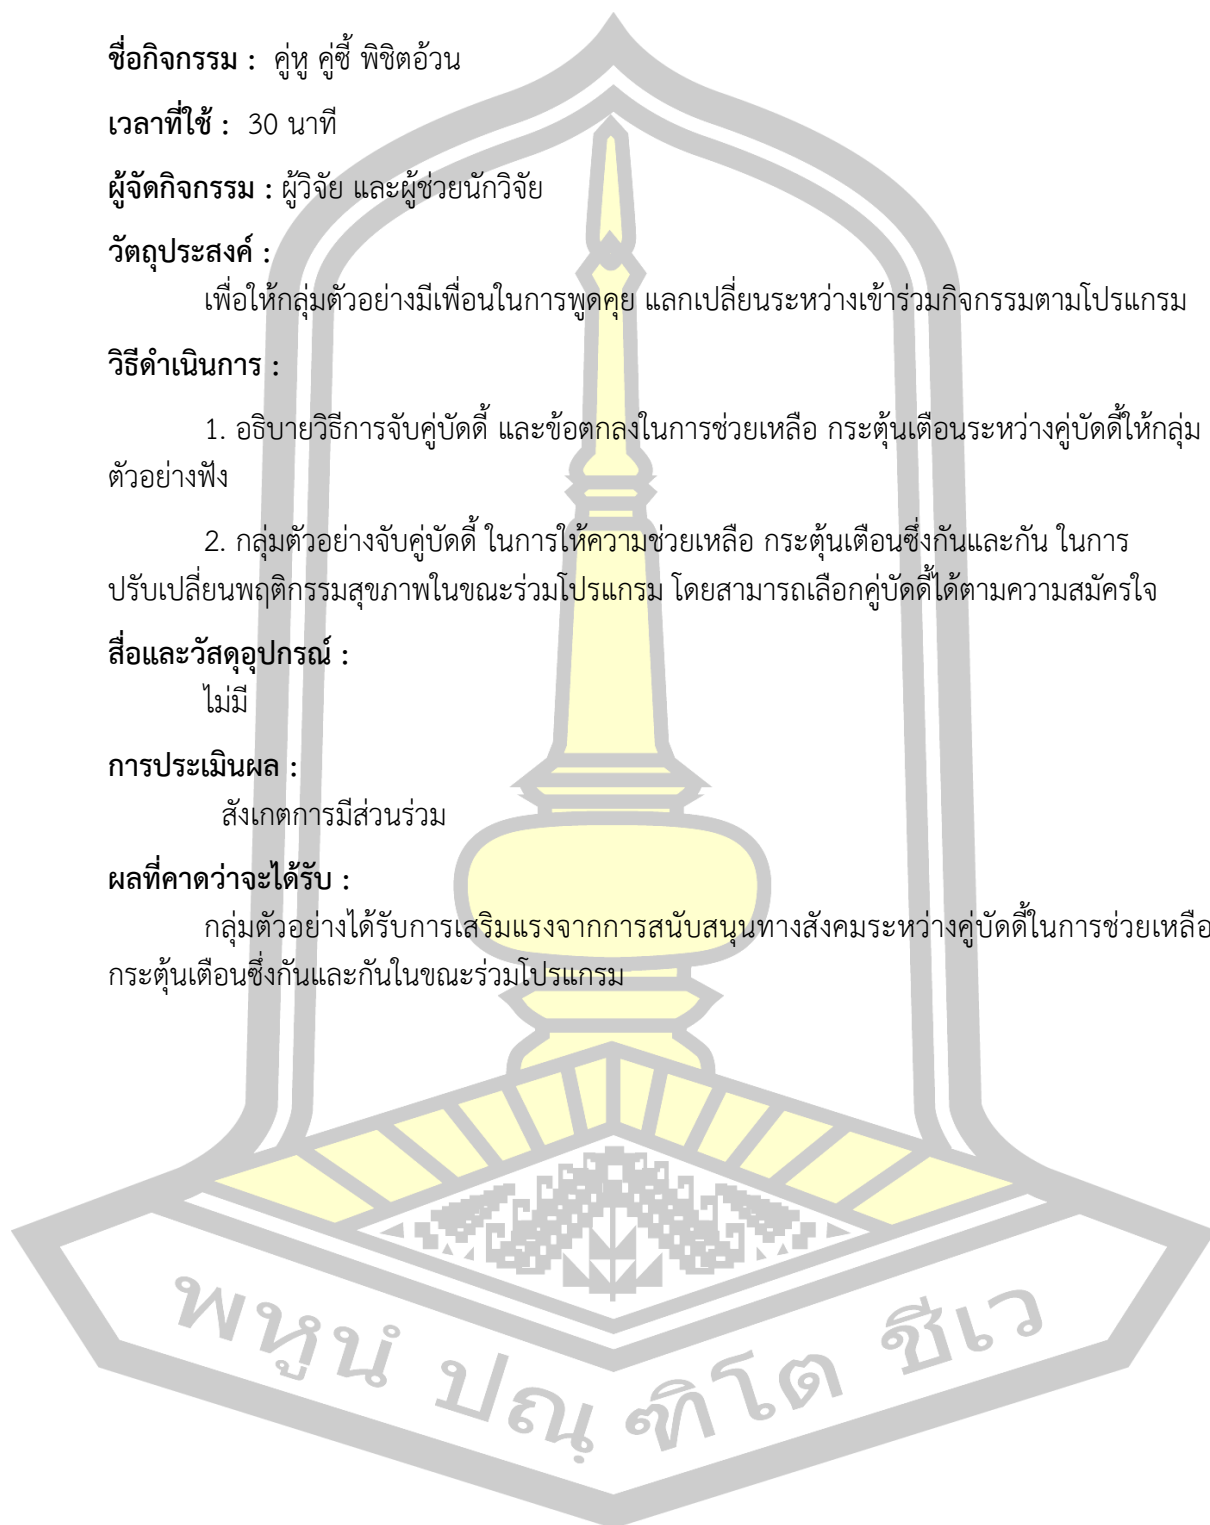 ชื่อกิจกรรม : คู่หู คู่ซี้ พิชิตอ้วน
เวลาที่ใช้ : 30 นาที
ผู้จัดกิจกรรม : ผู้วิจัย และผู้ช่วยนักวิจัย
วัตถุประสงค์ :
เพื่อให้กลุ่มตัวอย่างมีเพื่อนในการพูดคุย แลกเปลี่ยนระหว่างเข้าร่วมกิจกรรมตามโปรแกรม
วิธีดำเนินการ :
1. อธิบายวิธีการจับคู่บัดดี้ และข้อตกลงในการช่วยเหลือ กระตุ้นเตือนระหว่างคู่บัดดี้ให้กลุ่ม
ตัวอย่างฟัง
2. กลุ่มตัวอย่างจับคู่บัดดี้ ในการให้ความช่วยเหลือ กระตุ้นเตือนซึ่งกันและกัน ในการ
ปรับเปลี่ยนพฤติกรรมสุขภาพในขณะร่วมโปรแกรม โดยสามารถเลือกคู่บัดดี้ได้ตามความสมัครใจ
สื่อและวัสดุอุปกรณ์ :
ไม่มี
การประเมินผล :
สังเกตการมีส่วนร่วม
ผลที่คาดว่าจะได้รับ :
กลุ่มตัวอย่างได้รับการเสริมแรงจากการสนับสนุนทางสังคมระหว่างคู่บัดดี้ในการช่วยเหลือ
กระตุ้นเตือนซึ่งกันและกันในขณะร่วมโปรแกรม
พหูนํ ปณฺ ฑิโต ชีเว